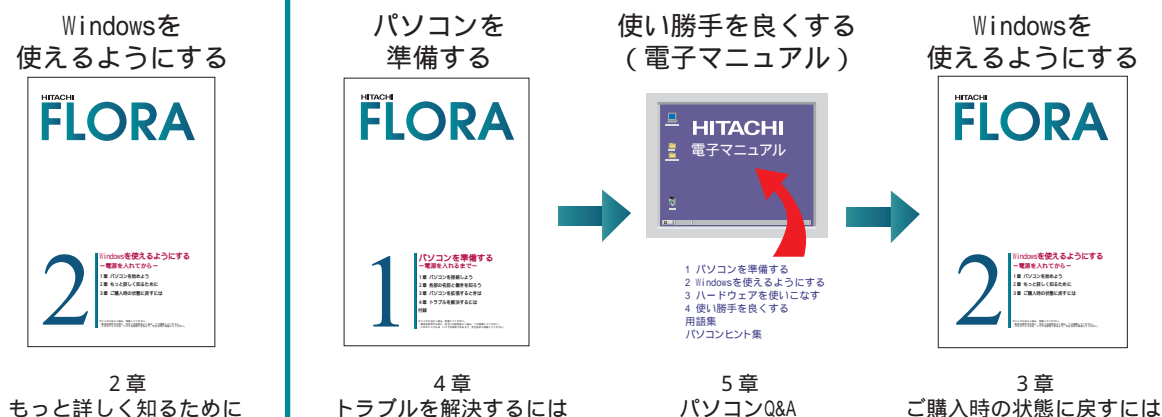 Windowsを
使えるようにする
HITACHI
FLORA
2
Windowsを使えるようにする
ー電源を入れてからー
1章 パソコンを始めよう
2章 もっと詳しく知るために
3章 ご購入時の状態に戻すには
2章
もっと詳しく知るために
パソコンを
準備する
HITACHI
FLORA
1
パソコンを準備する
ー電源を入れるまでー
1章 パソコンを接続しよう
2章 各部の名前と働きを知ろう
3章 パソコンを拡張するときは
4章 トラブルを解決するには
付録
4章
トラブルを解決するには
使い勝手を良くする
(電子マニュアル)
HITACHI
電子マニュアル
1 パソコンを準備する
2 Windowsを使えるようにする
3 ハードウェアを使いこなす
4 使い勝手を良くする
用語集
パソコンヒント集
5章
パソコンQ&A
Windowsを
使えるようにする
HITACHI
FLORA
2
Windowsを使えるようにする
ー電源を入れてからー
1章 パソコンを始めよう
2章 もっと詳しく知るために
3章 ご購入時の状態に戻すには
3章
ご購入時の状態に戻すには